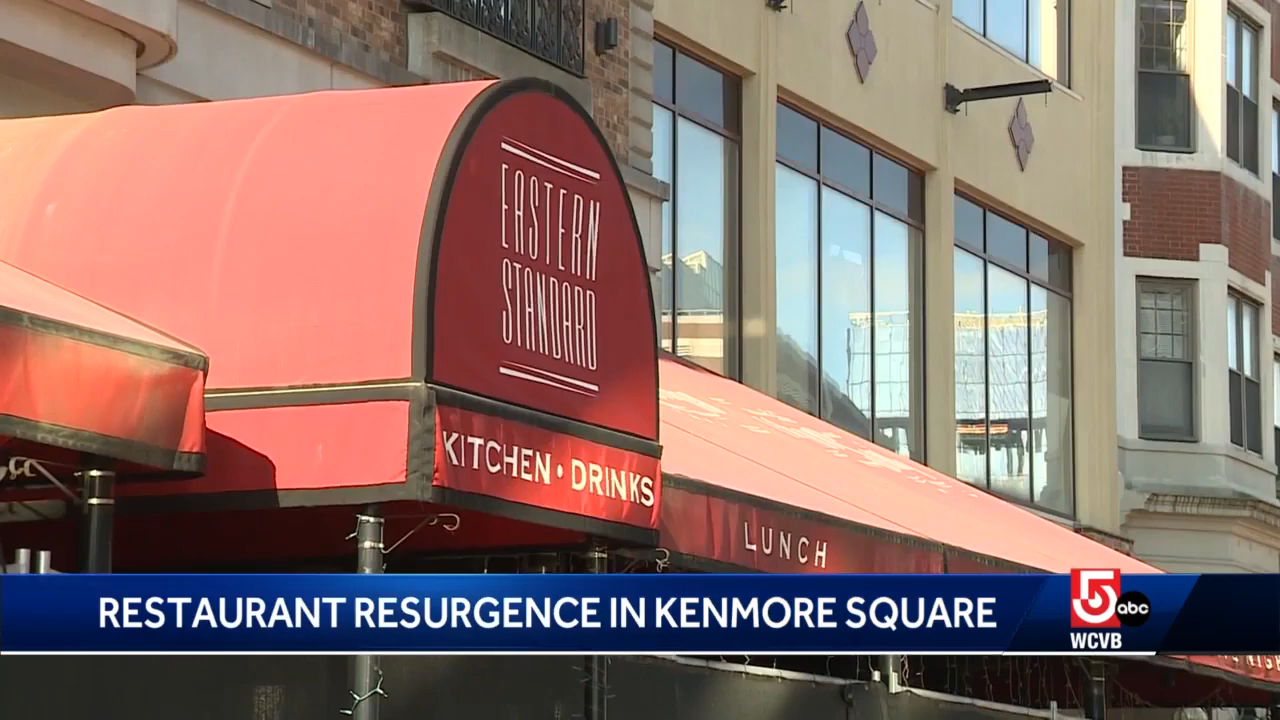 EASTERN
STANDARD
KITCHEN • DRINKS
LUNCH
RESTAURANT RESURGENCE IN KENMORE SQUARE
5 abc
WCVB